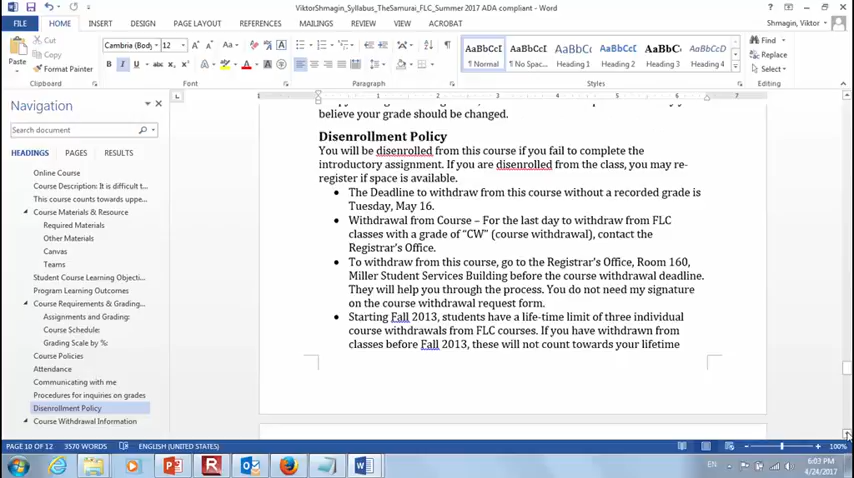 ViktorShmagin_Syllabus_TheSamurai_FLC_Summer 2017 ADA compliant - Word
FILE HOME INSERT DESIGN PAGE LAYOUT REFERENCES MAILINGS REVIEW VIEW ACROBAT Shmagin, Viktor
Paste
Cut
Copy
Format Painter
Clipboard
Cambria (Body) 12
Font
Paragraph
AaBbCcI AaBbCcI AaBbC( AaBbCcI AaBbC AaBbCcD
¶ Normal ¶ No Spac... Heading 1 Heading 2 Heading 3 Heading 4
Styles
Find
Replace
Select
Editing
Navigation
Search document
HEADINGS PAGES RESULTS
Online Course
Course Description: It is difficult t...
This course counts towards uppe...
Course Materials & Resource
Required Materials
Other Materials
Canvas
Teams
Student Course Learning Objecti...
Program Learning Outcomes
Course Requirements & Grading...
Assignments and Grading:
Course Schedule:
Grading Scale by %:
Course Policies
Attendance
Communicating with me
Procedures for inquiries on grades
Disenrollment Policy
Course Withdrawal Information
believe your grade should be changed.
Disenrollment Policy
You will be disenrolled from this course if you fail to complete the
introductory assignment. If you are disenrolled from the class, you may re-
register if space is available.
• The Deadline to withdraw from this course without a recorded grade is
Tuesday, May 16.
• Withdrawal from Course – For the last day to withdraw from FLC
classes with a grade of “CW” (course withdrawal), contact the
Registrar’s Office.
• To withdraw from this course, go to the Registrar’s Office, Room 160,
Miller Student Services Building before the course withdrawal deadline.
They will help you through the process. You do not need my signature
on the course withdrawal request form.
• Starting Fall 2013, students have a life-time limit of three individual
course withdrawals from FLC courses. If you have withdrawn from
classes before Fall 2013, these will not count towards your lifetime
PAGE 10 OF 12 3570 WORDS ENGLISH (UNITED STATES) 100%
EN 6:03 PM
4/24/2017